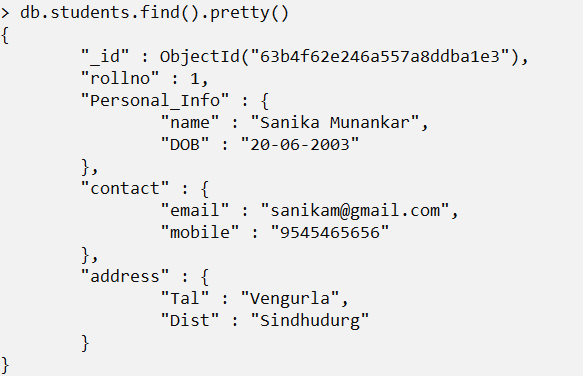 > db.students.find().pretty()
{
"_id" : ObjectId("63b4f62e246a557a8ddba1e3"),
"rollno" : 1,
"Personal_Info" : {
"name" : "Sanika Munankar",
"DOB" : "20-06-2003"
},
"contact" : {
"email" : "sanikam@gmail.com",
"mobile" : "9545465656"
},
"address" : {
"Tal" : "Vengurla",
"Dist" : "Sindhudurg"
}
}